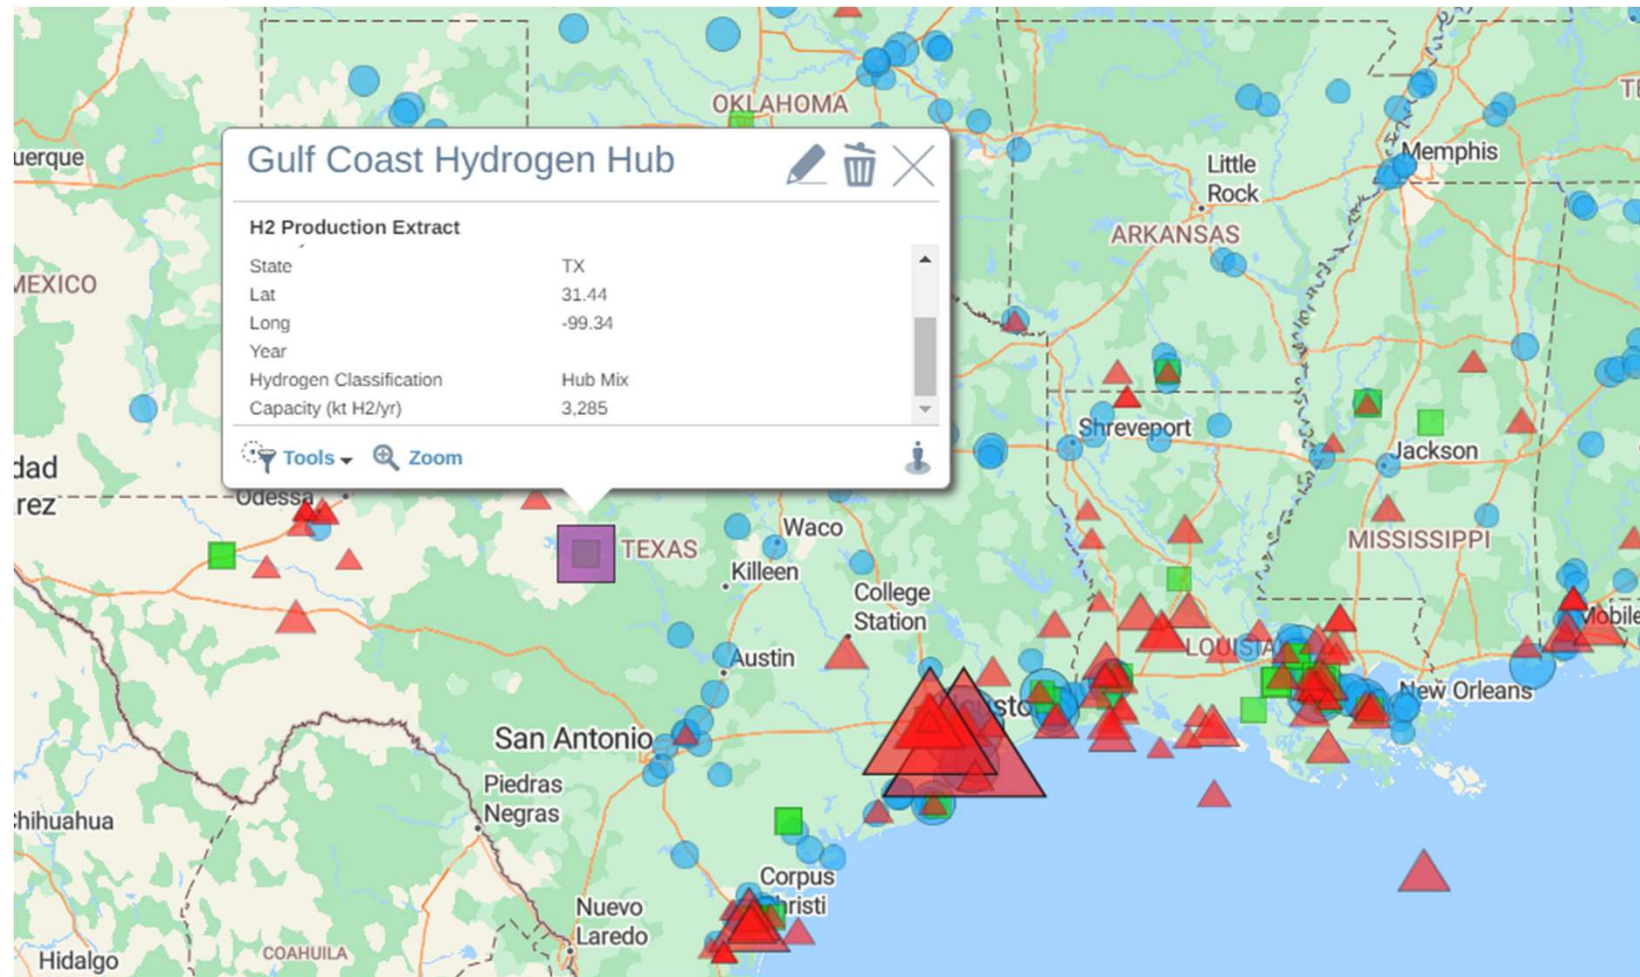 OKLAHOMA
uerque
Memphis
Little
Rock
Gulf Coast Hydrogen Hub
ARKANSAS
H2 Production Extract
State TX
MEXICO
Lat 31.44
Long -99.34
Year
Hydrogen Classification Hub Mix
Capacity (kt H2/yr) 3,285
Shreveport
Jackson
Tools Zoom
dad
rez
Odessa
Waco
TEXAS
MISSISSIPPI
Killeen
College
Station
Mobile
Austin
LOUISIA
New Orleans
usto
San Antonio
Piedras
Negras
Chihuahua
Corpus
hristi
Nuevo
Laredo
COAHUILA
Hidalgo